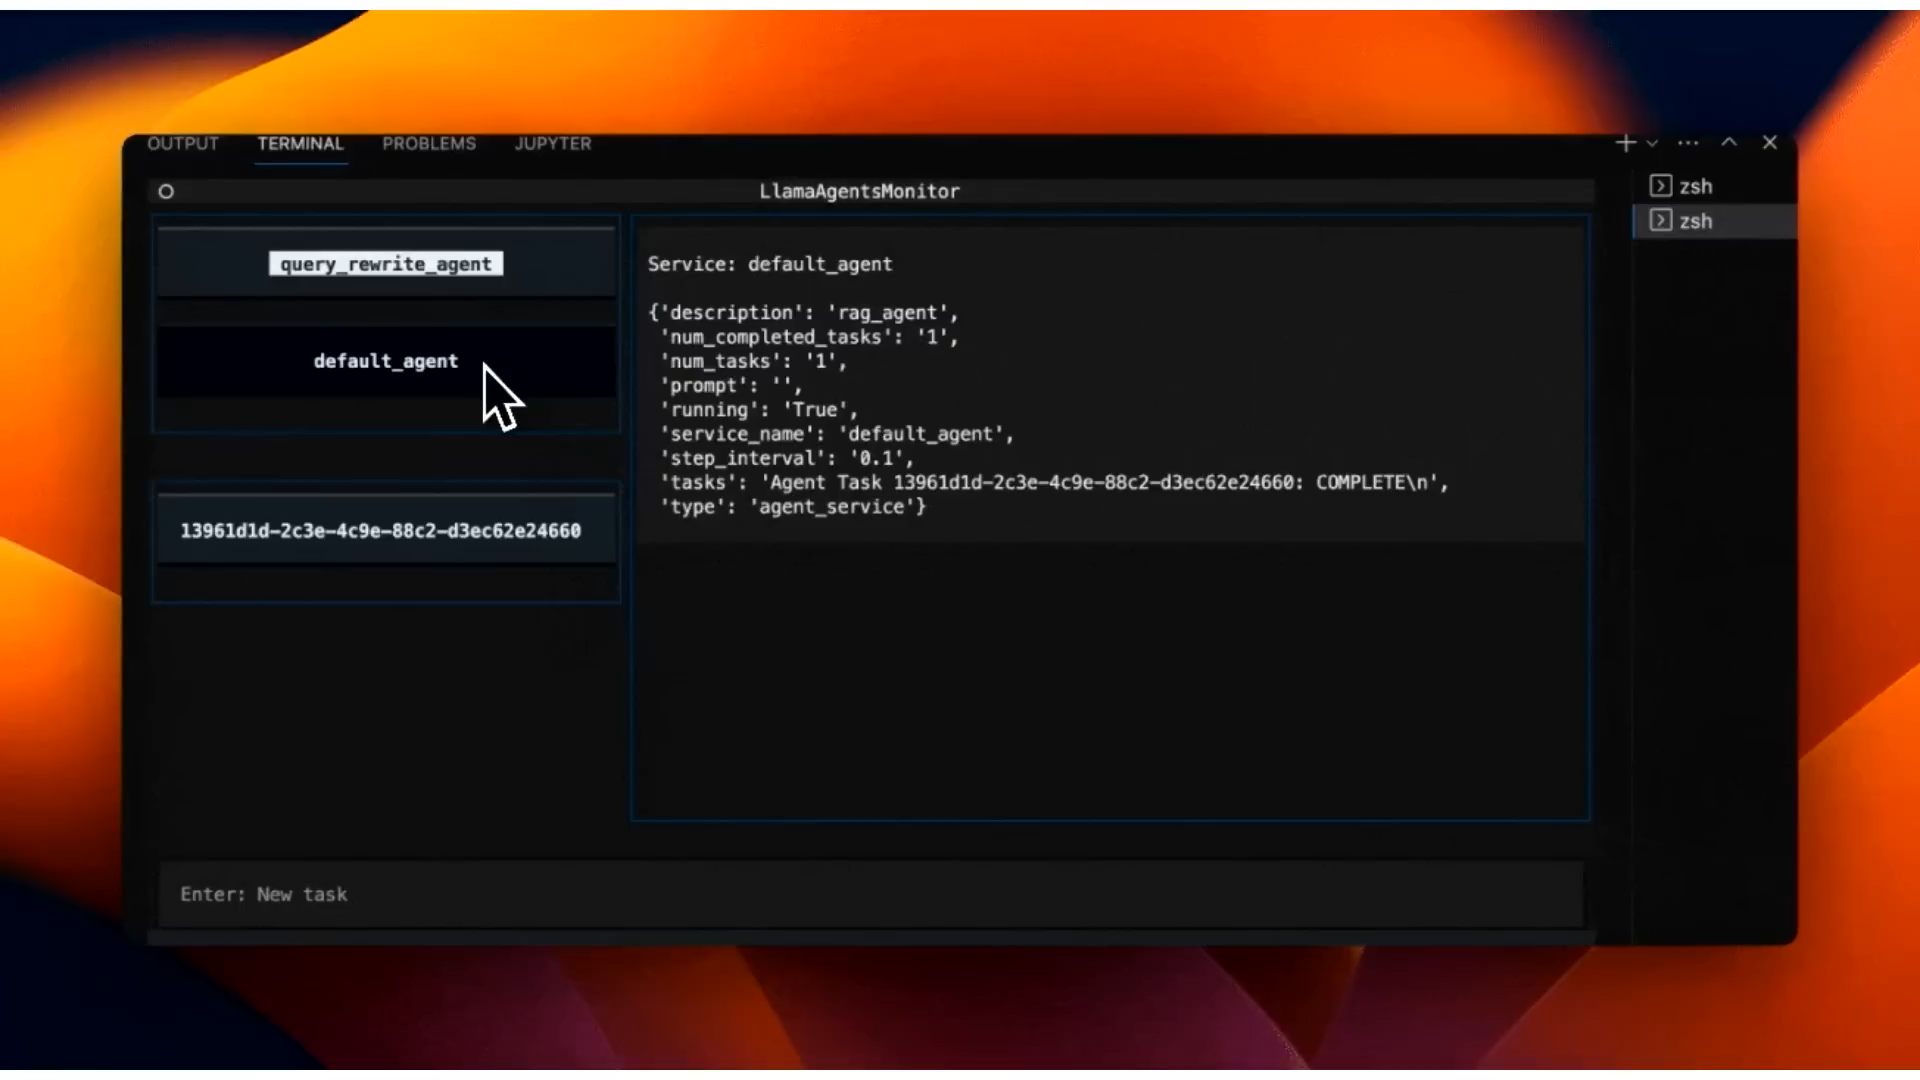 OUTPUT TERMINAL PROBLEMS JUPYTER
LlamaAgentsMonitor
zsh
zsh
query_rewrite_agent
default_agent
13961d1d-2c3e-4c9e-88c2-d3ec62e24660
Service: default_agent
{'description': 'rag_agent',
'num_completed_tasks': '1',
'num_tasks': '1',
'prompt': '',
'running': 'True',
'service_name': 'default_agent',
'step_interval': '0.1',
'tasks': 'Agent Task 13961d1d-2c3e-4c9e-88c2-d3ec62e24660: COMPLETE\n',
'type': 'agent_service'}
Enter: New task